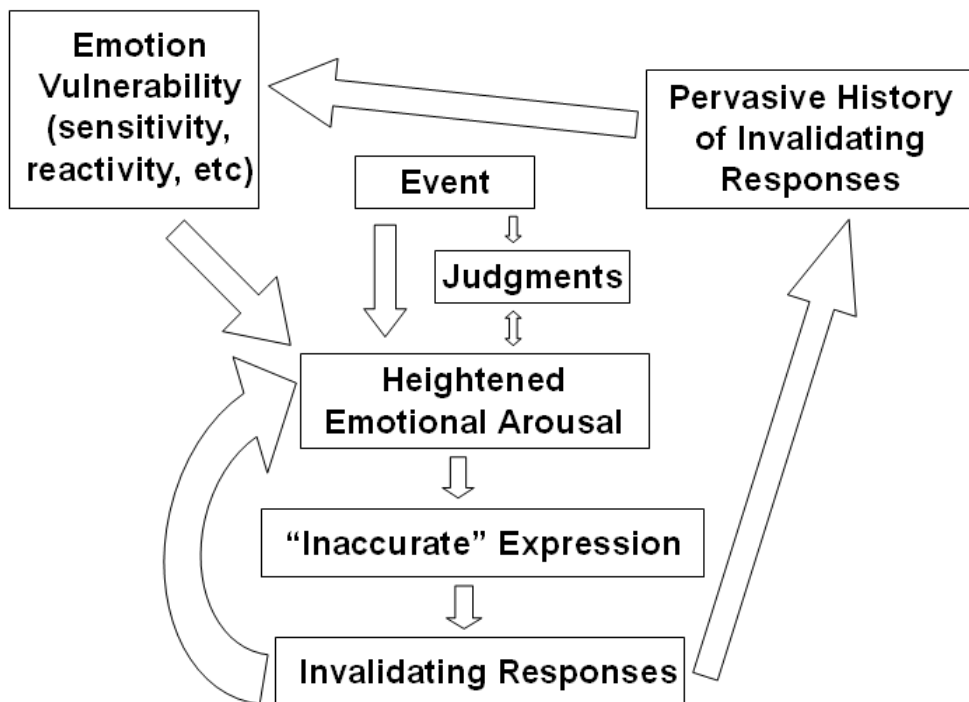 Emotion
Vulnerability
(sensitivity,
reactivity, etc)
Pervasive History
of Invalidating
Responses
Event
Judgments
Heightened
Emotional Arousal
“Inaccurate” Expression
Invalidating Responses